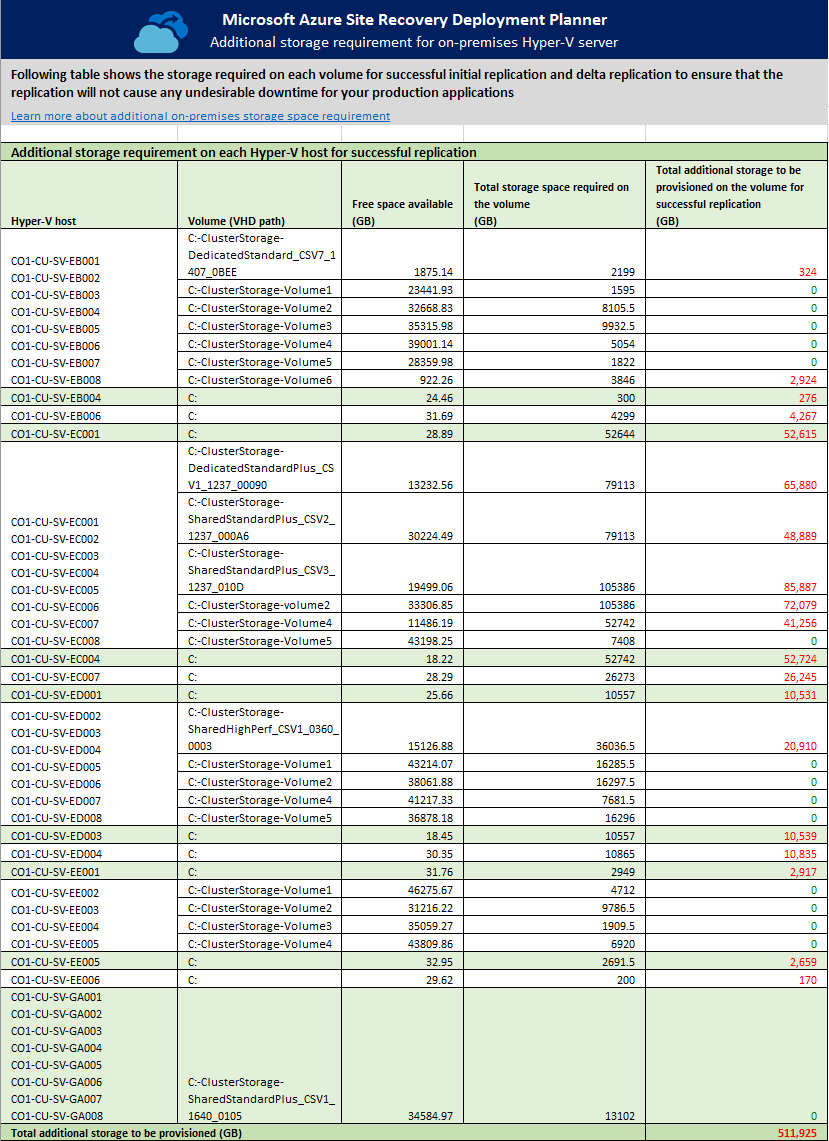 Microsoft Azure Site Recovery Deployment Planner
Additional storage requirement for on-premises Hyper-V server
Following table shows the storage required on each volume for successful initial replication and delta replication to ensure that the
replication will not cause any undesirable downtime for your production applications
Learn more about additional on-premises storage space requirement
Additional storage requirement on each Hyper-V host for successful replication
Hyper-V host
Volume (VHD path)
Free space available
(GB)
Total storage space required on
the volume
(GB)
Total additional storage to be
provisioned on the volume for
successful replication
(GB)
CO1-CU-SV-EB001
CO1-CU-SV-EB002
CO1-CU-SV-EB003
CO1-CU-SV-EB004
CO1-CU-SV-EB005
CO1-CU-SV-EB006
CO1-CU-SV-EB007
CO1-CU-SV-EB008
C:-ClusterStorage-
DedicatedStandard_CSV7_1
407_0BEE 1875.14 2199 324
C:-ClusterStorage-Volume1 23441.93 1595 0
C:-ClusterStorage-Volume2 32668.83 8105.5 0
C:-ClusterStorage-Volume3 35315.98 9932.5 0
C:-ClusterStorage-Volume4 39001.14 5054 0
C:-ClusterStorage-Volume5 28359.98 1822 0
C:-ClusterStorage-Volume6 922.26 3846 2,924
CO1-CU-SV-EB004 C: 24.46 300 276
CO1-CU-SV-EB006 C: 31.69 4299 4,267
CO1-CU-SV-EC001 C: 28.89 52644 52,615
CO1-CU-SV-EC001
CO1-CU-SV-EC002
CO1-CU-SV-EC003
CO1-CU-SV-EC004
CO1-CU-SV-EC005
CO1-CU-SV-EC006
CO1-CU-SV-EC007
CO1-CU-SV-EC008
C:-ClusterStorage-
DedicatedStandardPlus_CS
V1_1237_00090 13232.56 79113 65,880
C:-ClusterStorage-
SharedStandardPlus_CSV2_
1237_000A6 30224.49 79113 48,889
C:-ClusterStorage-
SharedStandardPlus_CSV3_
1237_010D 19499.06 105386 85,887
C:-ClusterStorage-volume2 33306.85 105386 72,079
C:-ClusterStorage-Volume4 11486.19 52742 41,256
C:-ClusterStorage-Volume5 43198.25 7408 0
CO1-CU-SV-EC004 C: 18.22 52742 52,724
CO1-CU-SV-EC007 C: 28.29 26273 26,245
CO1-CU-SV-ED001 C: 25.66 10557 10,531
CO1-CU-SV-ED002
CO1-CU-SV-ED003
CO1-CU-SV-ED004
CO1-CU-SV-ED005
CO1-CU-SV-ED006
CO1-CU-SV-ED007
CO1-CU-SV-ED008
C:-ClusterStorage-
SharedHighPerf_CSV1_0360_
0003 15126.88 36036.5 20,910
C:-ClusterStorage-Volume1 43214.07 16285.5 0
C:-ClusterStorage-Volume2 38061.88 16297.5 0
C:-ClusterStorage-Volume4 41217.33 7681.5 0
C:-ClusterStorage-Volume5 36878.18 16296 0
CO1-CU-SV-ED003 C: 18.45 10557 10,539
CO1-CU-SV-ED004 C: 30.35 10865 10,835
CO1-CU-SV-EE001 C: 31.76 2949 2,917
CO1-CU-SV-EE002
CO1-CU-SV-EE003
CO1-CU-SV-EE004
CO1-CU-SV-EE005
C:-ClusterStorage-Volume1 46275.67 4712 0
C:-ClusterStorage-Volume2 31216.22 9786.5 0
C:-ClusterStorage-Volume3 35059.27 1909.5 0
C:-ClusterStorage-Volume4 43809.86 6920 0
CO1-CU-SV-EE005 C: 32.95 2691.5 2,659
CO1-CU-SV-EE006 C: 29.62 200 170
CO1-CU-SV-GA001
CO1-CU-SV-GA002
CO1-CU-SV-GA003
CO1-CU-SV-GA004
CO1-CU-SV-GA005
CO1-CU-SV-GA006
CO1-CU-SV-GA007
CO1-CU-SV-GA008
C:-ClusterStorage-
SharedStandardPlus_CSV1_
1640_0105 34584.97 13102 0
Total additional storage to be provisioned (GB) 511,925